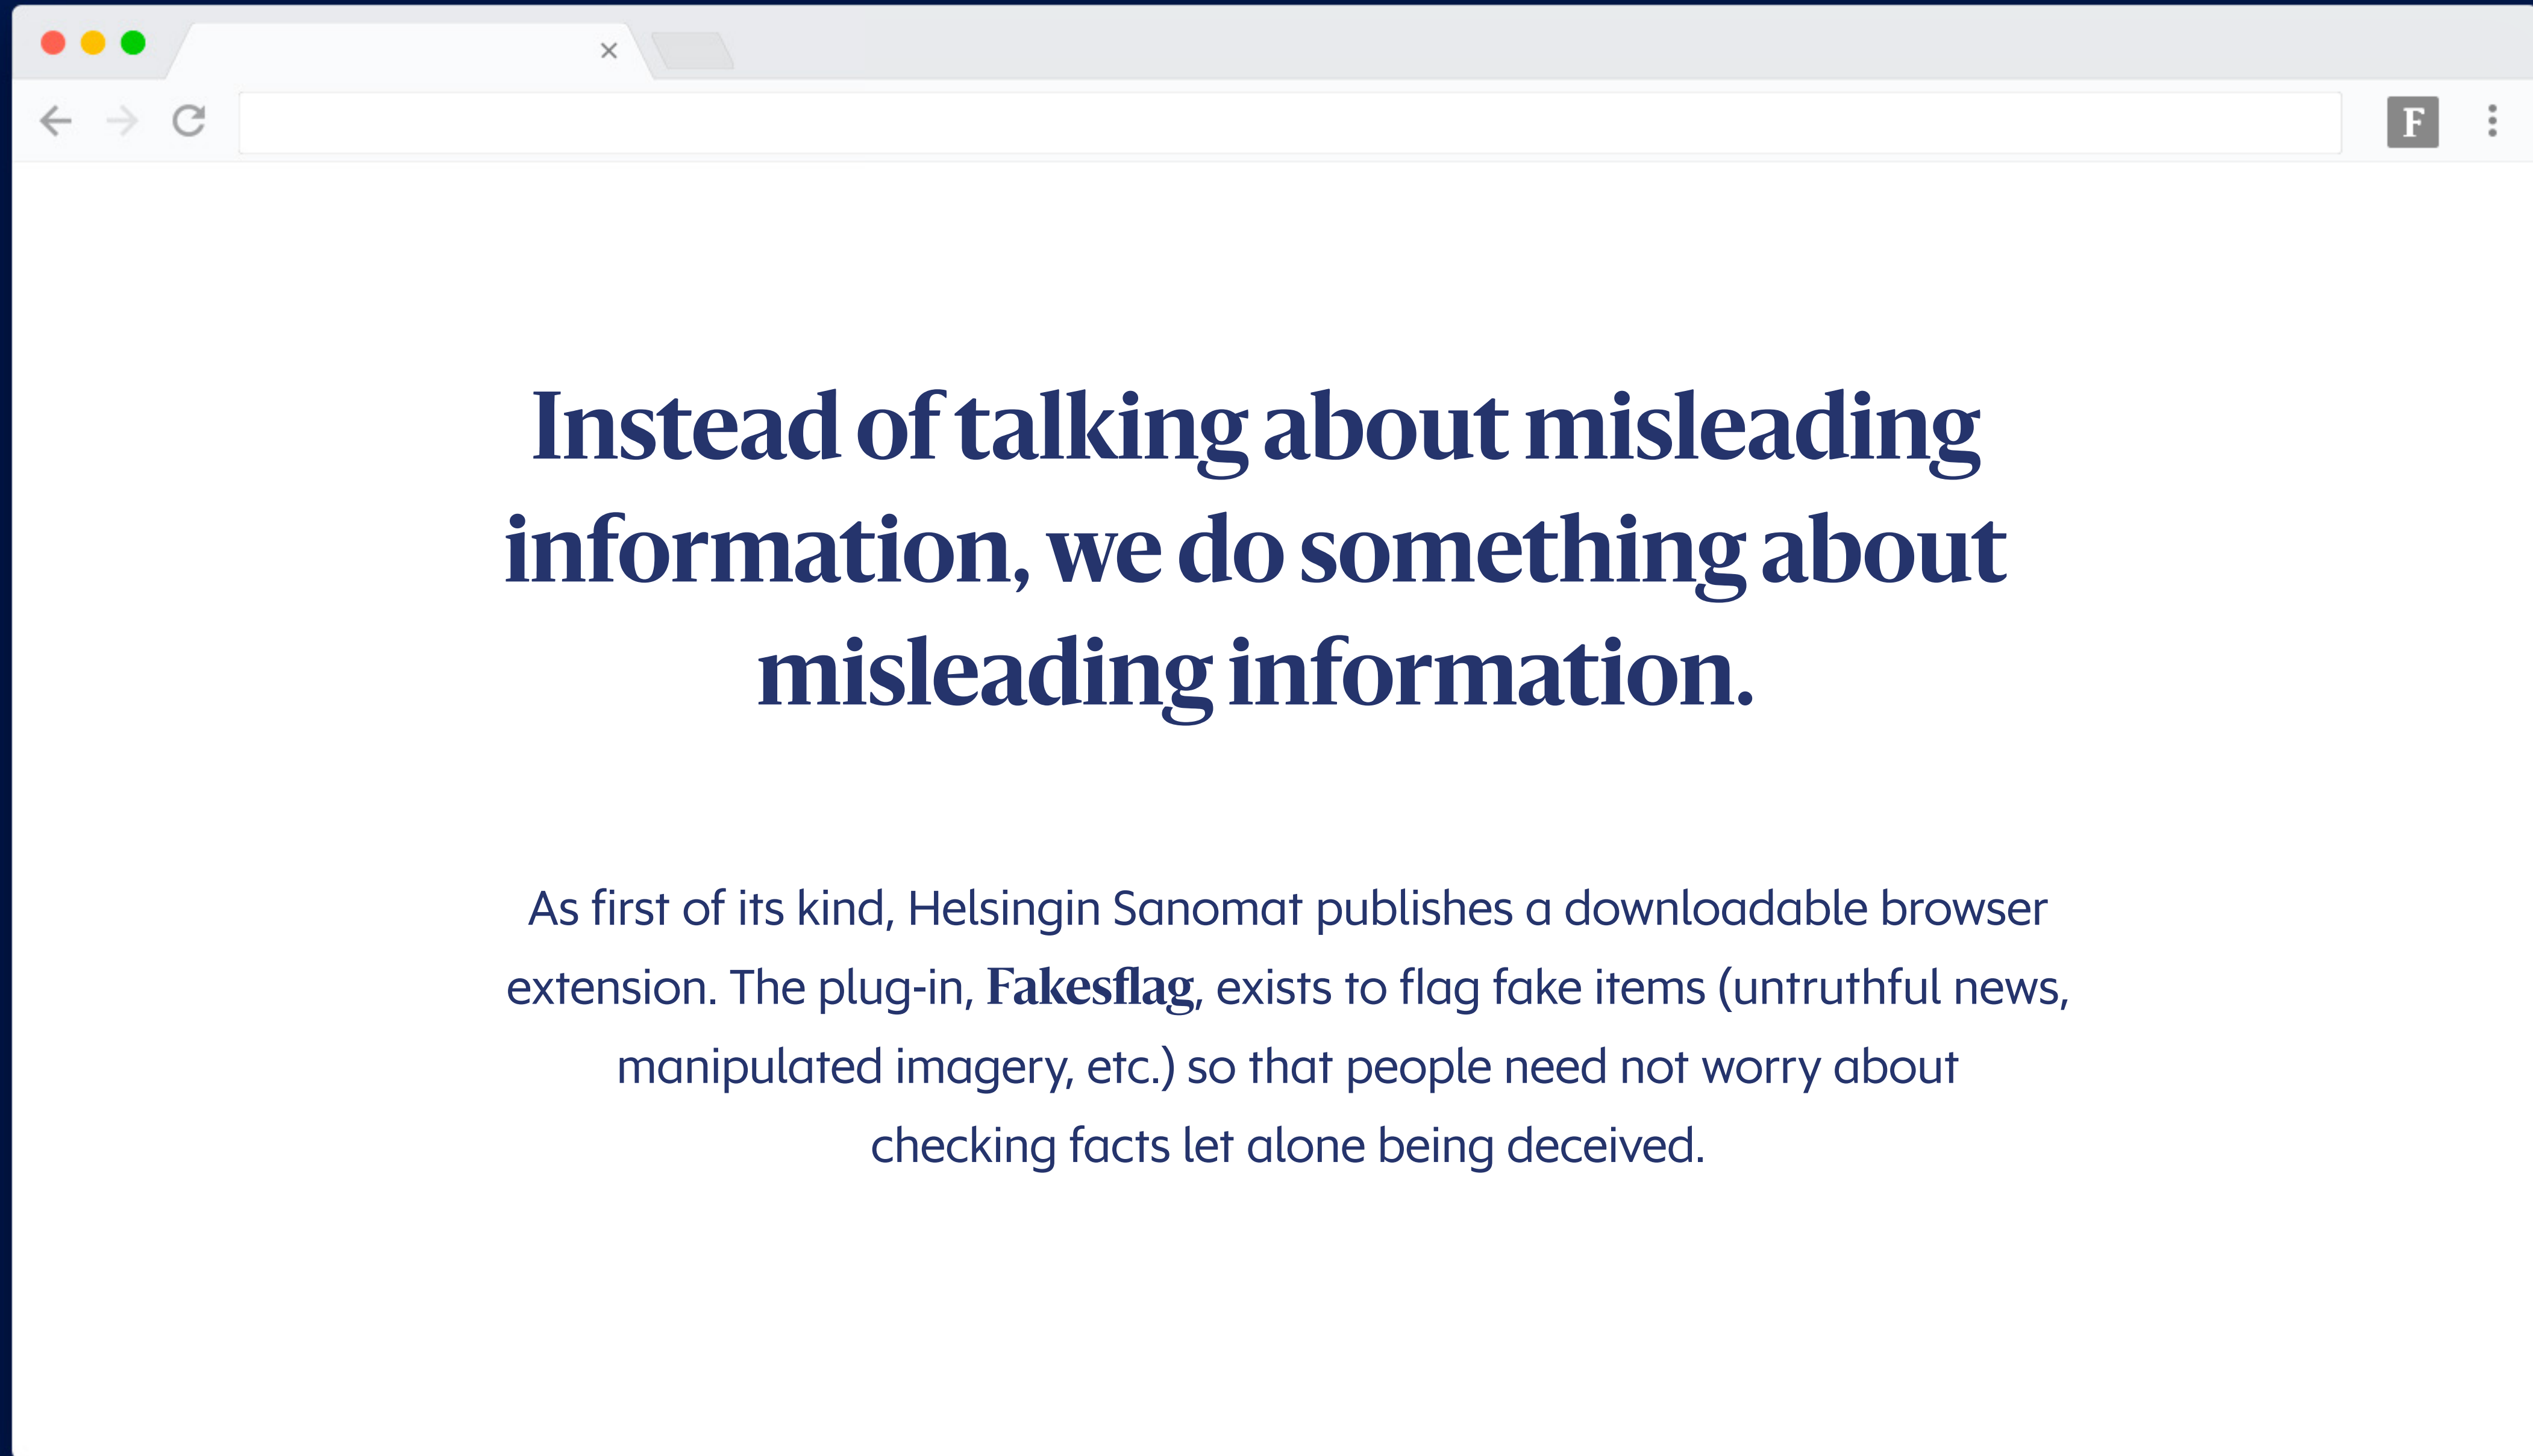 F
Instead of talking about misleading
information, we do something about
misleading information.
As first of its kind, Helsingin Sanomat publishes a downloadable browser
extension. The plug-in, Fakesflag, exists to flag fake items (untruthful news,
manipulated imagery, etc.) so that people need not worry about
checking facts let alone being deceived.